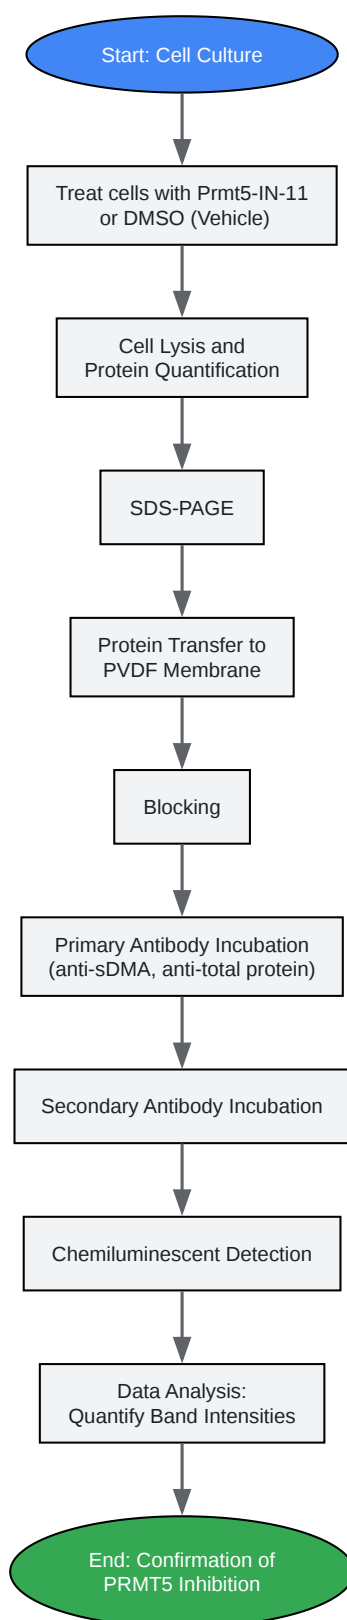 Start: Cell Culture
Treat cells with Prmt5-IN-11
or DMSO (Vehicle)
Cell Lysis and
Protein Quantification
SDS-PAGE
Protein Transfer to
PVDF Membrane
Blocking
Primary Antibody Incubation
(anti-sDMA, anti-total protein)
Secondary Antibody Incubation
Chemiluminescent Detection
Data Analysis:
Quantify Band Intensities
End: Confirmation of
PRMT5 Inhibition